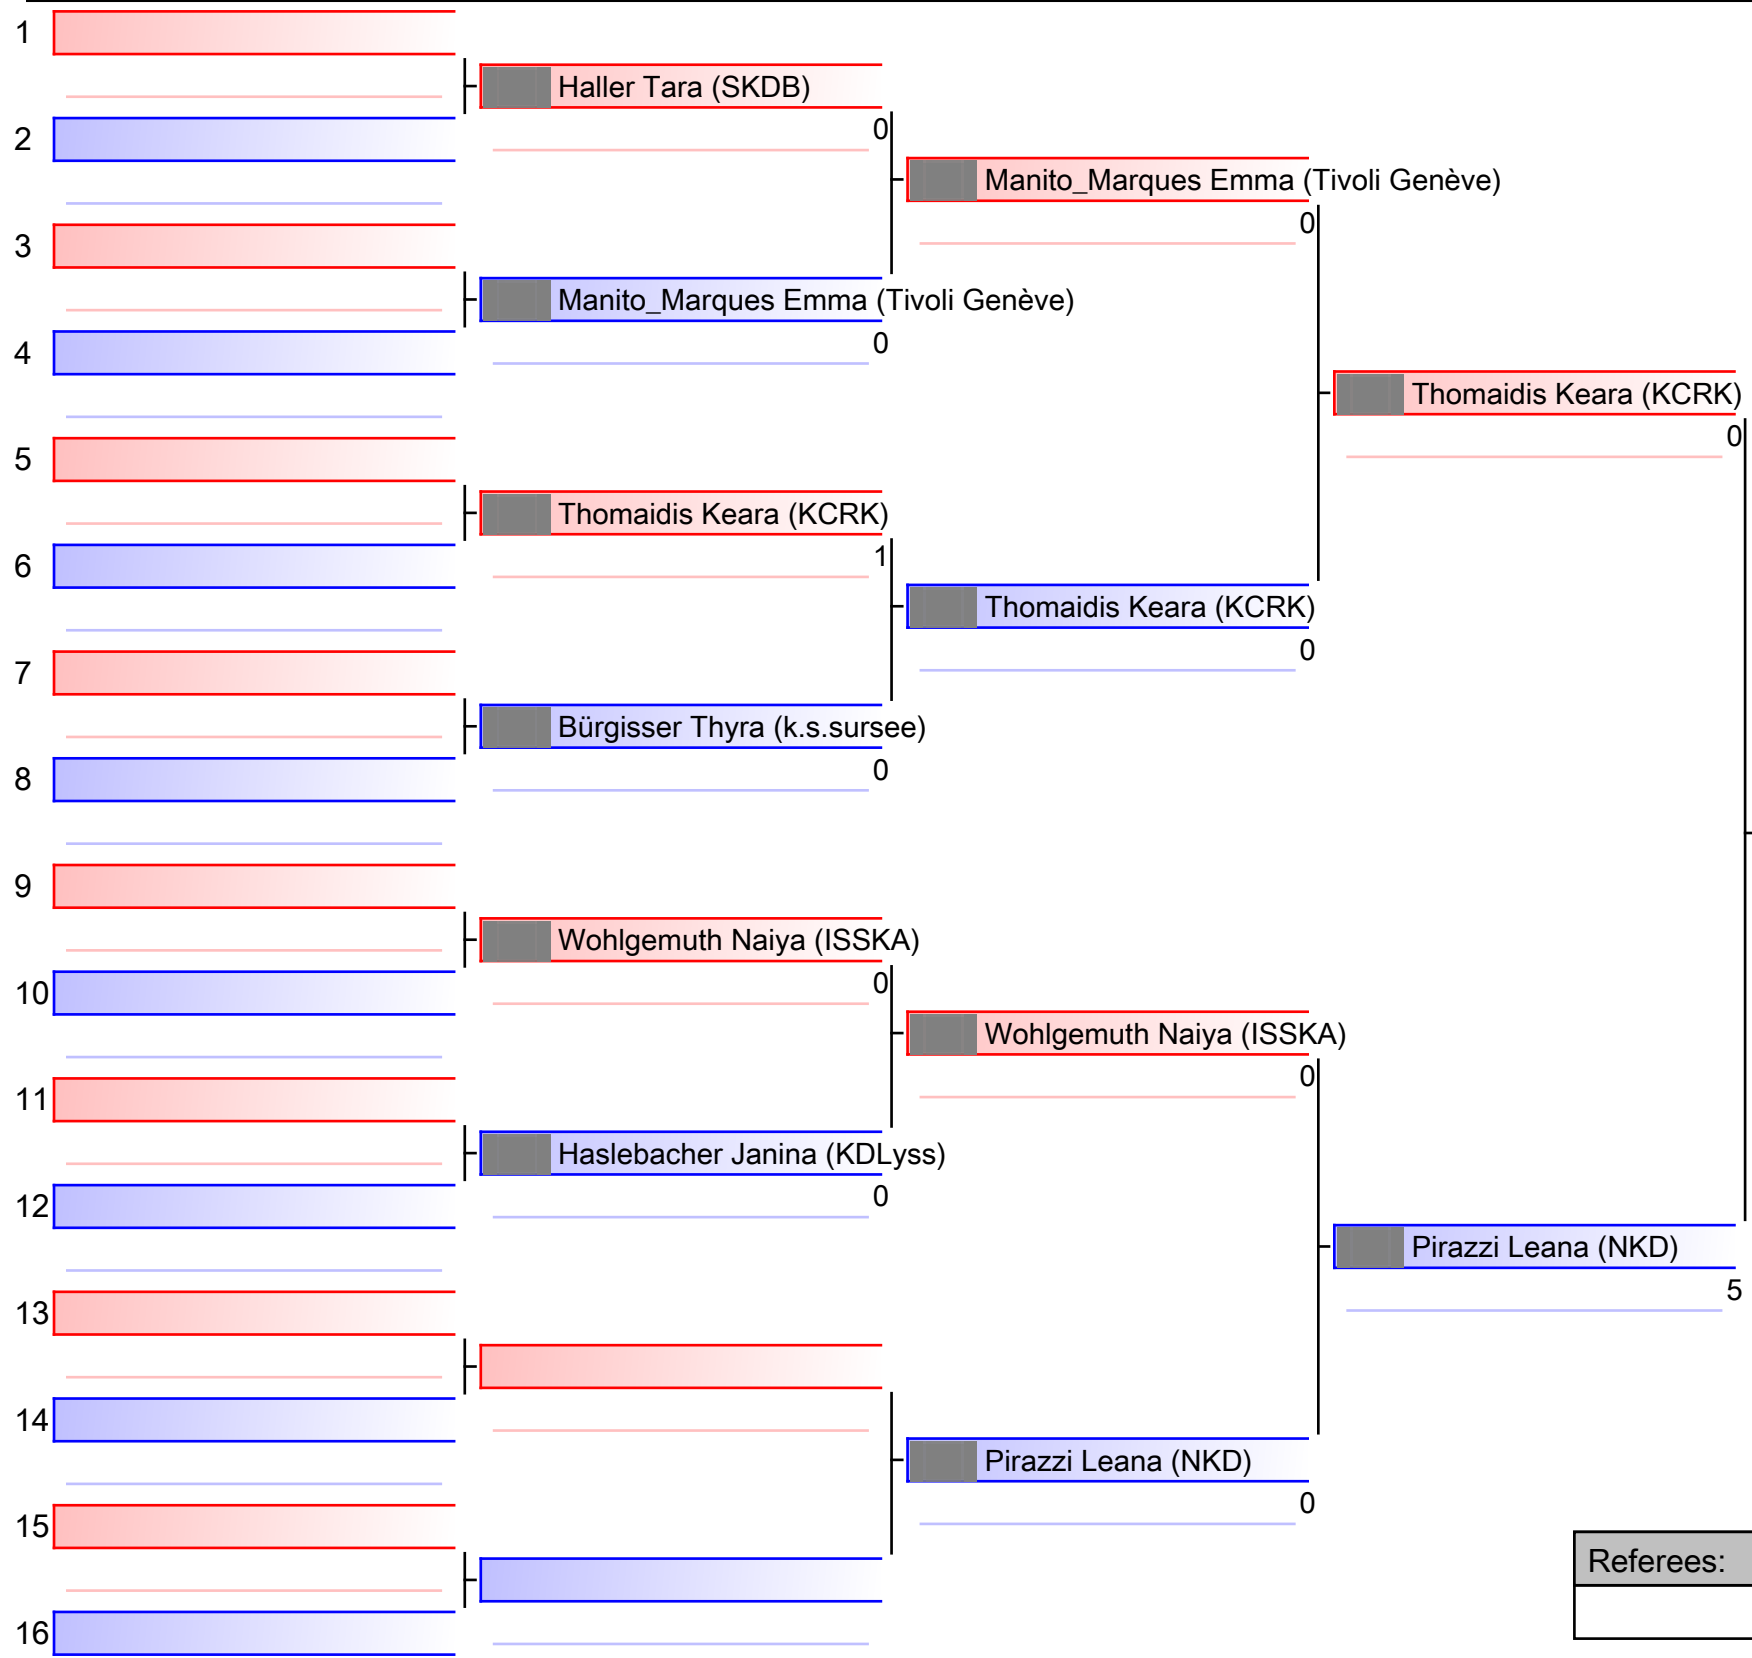 1
Haller Tara (SKDB)
0
2
Manito_Marques Emma (Tivoli Genève)
0
3
Manito_Marques Emma (Tivoli Genève)
0
4
Thomaidis Keara (KCRK)
0
5
Thomaidis Keara (KCRK)
1
6
Thomaidis Keara (KCRK)
0
7
Bürgisser Thyra (k.s.sursee)
0
8
9
Wohlgemuth Naiya (ISSKA)
0
10
Wohlgemuth Naiya (ISSKA)
0
11
Haslebacher Janina (KDLyss)
0
12
Pirazzi Leana (NKD)
5
13
14
Pirazzi Leana (NKD)
0
15
Referees:
16